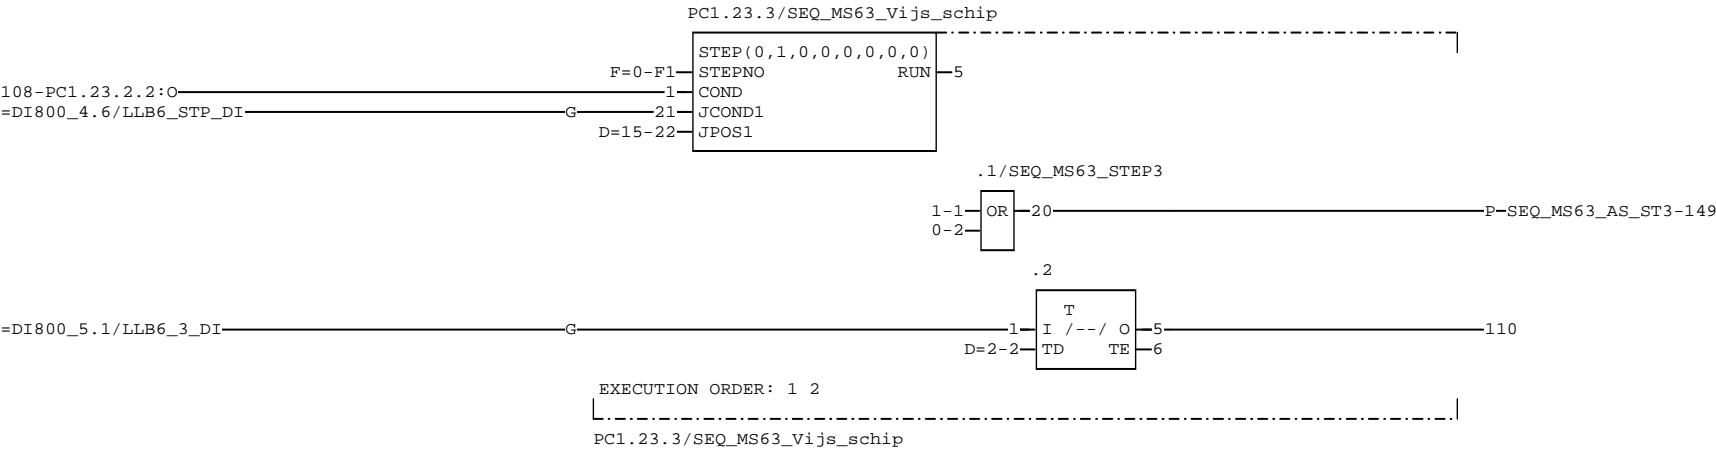 PC1.23.3/SEQ_MS63_Vijs_schip
STEP(0,1,0,0,0,0,0,0)
F=0-F1 STEPNO RUN 5
108-PC1.23.2.2:O 1 COND
=DI800_4.6/LLB6_STP_DI G 21 JCOND1
D=15-22 JPOS1
.1/SEQ_MS63_STEP3
1-1 OR 20 P-SEQ_MS63_AS_ST3-149
0-2
.2
T
=DI800_5.1/LLB6_3_DI G 1 I /--/ O 5 110
D=2-2 TD TE 6
EXECUTION ORDER: 1 2
PC1.23.3/SEQ_MS63_Vijs_schip